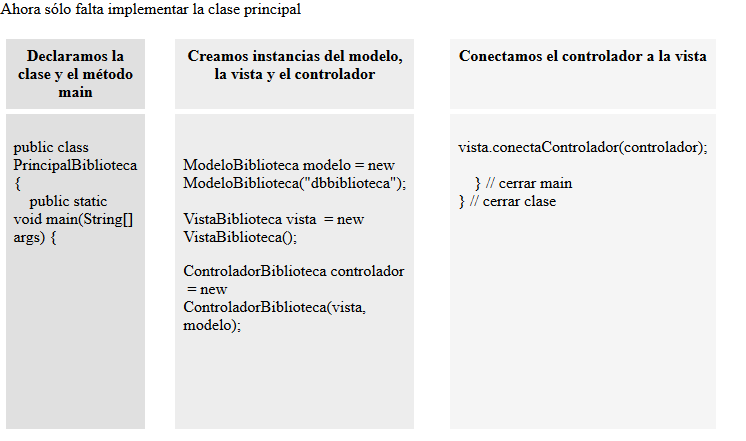 Ahora sólo falta implementar la clase principal
Declaramos la
clase y el método
main
public class
PrincipalBiblioteca
{
public static
void main(String[]
args) {
Creamos instancias del modelo,
la vista y el controlador
ModeloBiblioteca modelo = new
ModeloBiblioteca("dbbiblioteca");
VistaBiblioteca vista = new
VistaBiblioteca();
ControladorBiblioteca controlador
= new
ControladorBiblioteca(vista,
modelo);
Conectamos el controlador a la vista
vista.conectaControlador(controlador);
} // cerrar main
} // cerrar clase